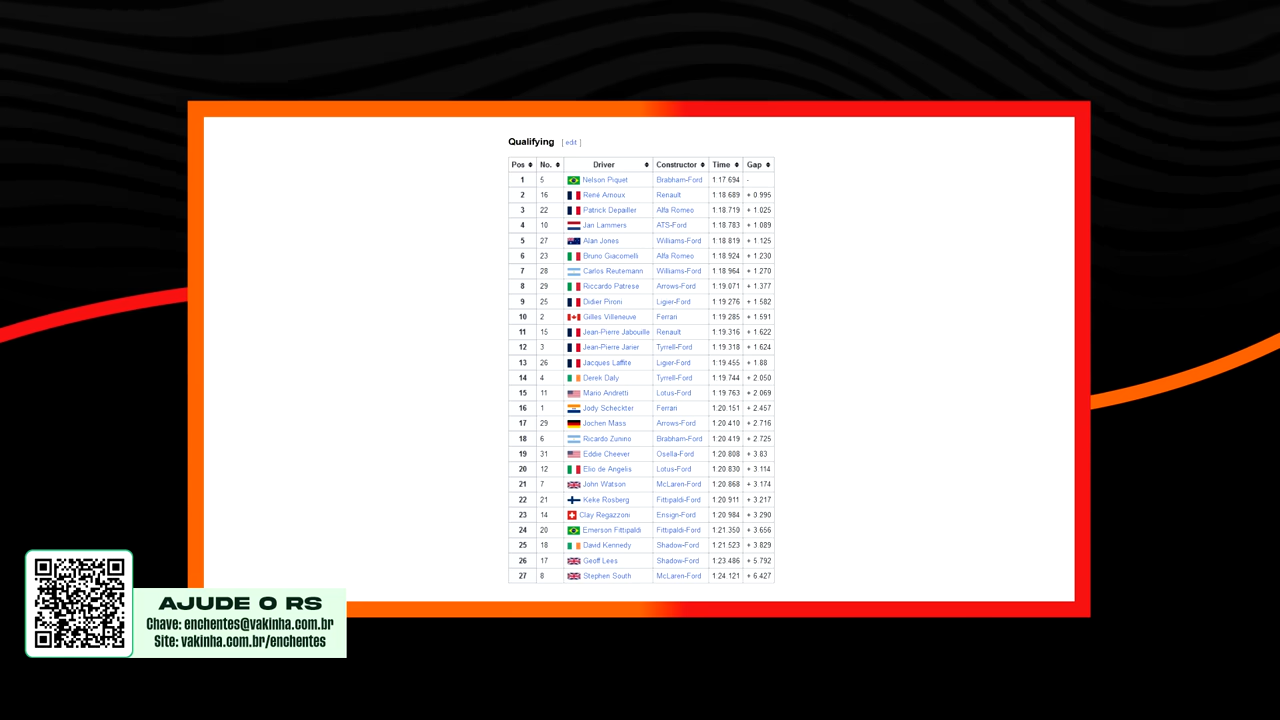 Qualifying [ edit ]
Pos No. Driver Constructor Time Gap
1 5 Nelson Piquet Brabham-Ford 1:17.694 -
2 16 René Arnoux Renault 1:18.689 + 0.995
3 22 Patrick Depailler Alfa Romeo 1:18.719 + 1.025
4 10 Jan Lammers ATS-Ford 1:18.783 + 1.089
5 27 Alan Jones Williams-Ford 1:18.819 + 1.125
6 23 Bruno Giacomelli Alfa Romeo 1:18.924 + 1.230
7 28 Carlos Reutemann Williams-Ford 1:18.964 + 1.270
8 29 Riccardo Patrese Arrows-Ford 1:19.071 + 1.377
9 25 Didier Pironi Ligier-Ford 1:19.276 + 1.582
10 2 Gilles Villeneuve Ferrari 1:19.285 + 1.591
11 15 Jean-Pierre Jabouille Renault 1:19.316 + 1.622
12 3 Jean-Pierre Jarier Tyrrell-Ford 1:19.318 + 1.624
13 26 Jacques Laffite Ligier-Ford 1:19.455 + 1.88
14 4 Derek Daly Tyrrell-Ford 1:19.744 + 2.050
15 11 Mario Andretti Lotus-Ford 1:19.763 + 2.069
16 1 Jody Scheckter Ferrari 1:20.151 + 2.457
17 29 Jochen Mass Arrows-Ford 1:20.410 + 2.716
18 6 Ricardo Zunino Brabham-Ford 1:20.419 + 2.725
19 31 Eddie Cheever Osella-Ford 1:20.808 + 3.83
20 12 Elio de Angelis Lotus-Ford 1:20.830 + 3.114
21 7 John Watson McLaren-Ford 1:20.868 + 3.174
22 21 Keke Rosberg Fittipaldi-Ford 1:20.911 + 3.217
23 14 Clay Regazzoni Ensign-Ford 1:20.984 + 3.290
24 20 Emerson Fittipaldi Fittipaldi-Ford 1:21.350 + 3.656
25 18 David Kennedy Shadow-Ford 1:21.523 + 3.829
26 17 Geoff Lees Shadow-Ford 1:23.486 + 5.792
27 8 Stephen South McLaren-Ford 1:24.121 + 6.427
AJUDE O RS
Chave: enchentes@vakinha.com.br
Site: vakinha.com.br/enchentes